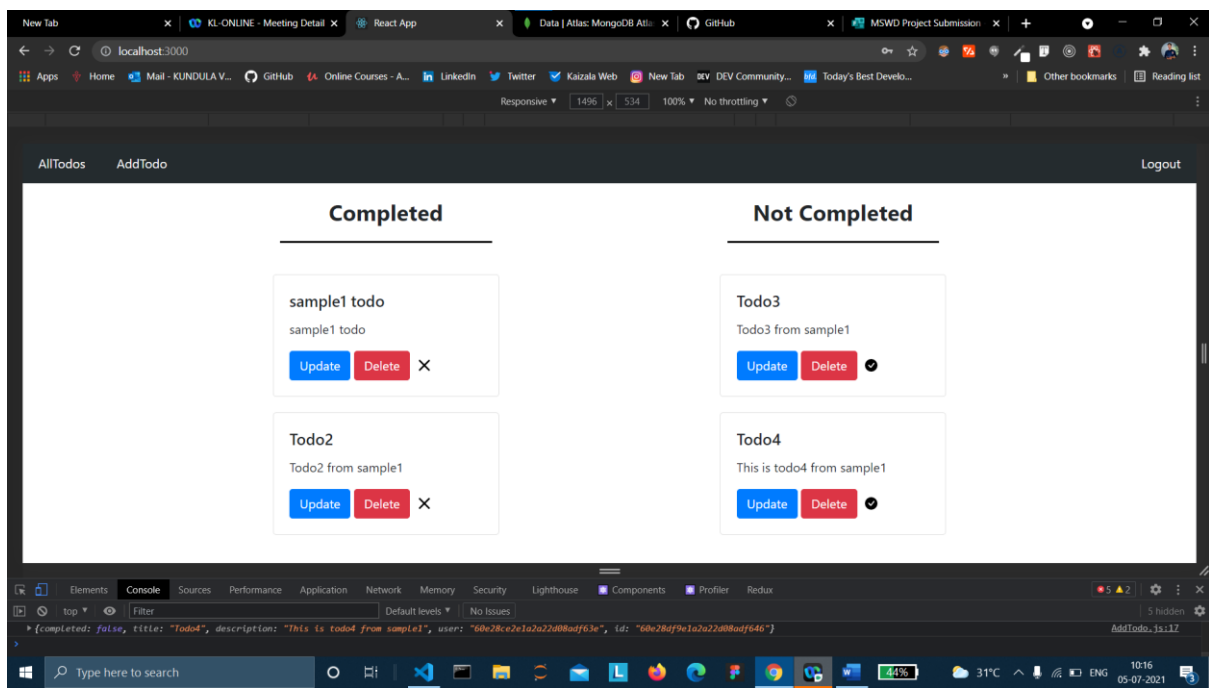 New Tab
KL-ONLINE - Meeting Detail
React App
Data | Atlas: MongoDB Atla
GitHub
MSWD Project Submission
localhost:3000
Apps Home Mail - KUNDULA V... GitHub Online Courses - A... LinkedIn Twitter Kaizala Web New Tab DEV Community... Today's Best Develo... » Other bookmarks Reading list
Responsive ▼ 1496 x 534 100% ▼ No throttling ▼
AllTodos AddTodo Logout
Completed Not Completed
sample1 todo Todo3
sample1 todo Todo3 from sample1
Update Delete Update Delete
Todo2 Todo4
Todo2 from sample1 This is todo4 from sample1
Update Delete Update Delete
Elements Console Sources Performance Application Network Memory Security Lighthouse Components Profiler Redux 5 2
top ▼ Filter Default levels ▼ No Issues 5 hidden
{completed: false, title: "Todo4", description: "This is todo4 from sample1", user: "60e28ce2e1a2a22d08adf63e", id: "60e28df9e1a2a22d08adf646"} AddTodo.js:17
Type here to search 44% 31°C ENG 10:16
05-07-2021 3